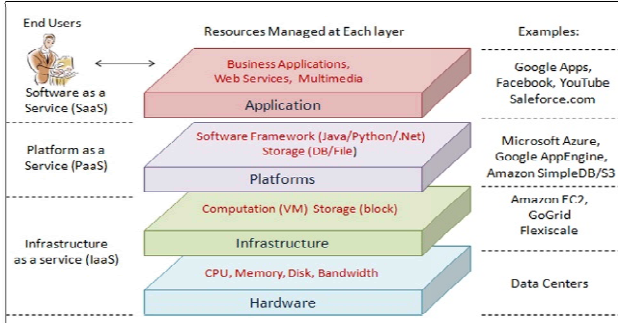 End Users
Resources Managed at Each layer
Examples:
Business Applications,
Web Services, Multimedia
Application
Software as a
Service (SaaS)
Google Apps,
Facebook, YouTube
Saleforce.com
Platform as a
Service (PaaS)
Software Framework (Java/Python/.Net)
Storage (DB/File)
Platforms
Microsoft Azure,
Google AppEngine,
Amazon SimpleDB/S3
Infrastructure
as a service (IaaS)
Computation (VM) Storage (block)
Infrastructure
Amazon EC2,
GoGrid
Flexiscale
CPU, Memory, Disk, Bandwidth
Hardware
Data Centers